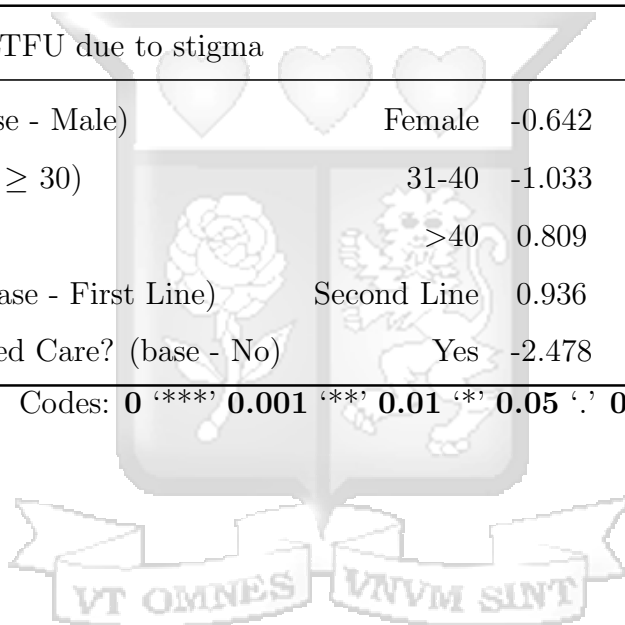 TFU due to stigma
se - Male) Female -0.642
≥ 30) 31-40 -1.033
>40 0.809
ase - First Line) Second Line 0.936
ed Care? (base - No) Yes -2.478
Codes: 0 ‘***’ 0.001 ‘**’ 0.01 ‘*’ 0.05 ‘.’ 0
VT OMNES VNVM SINT